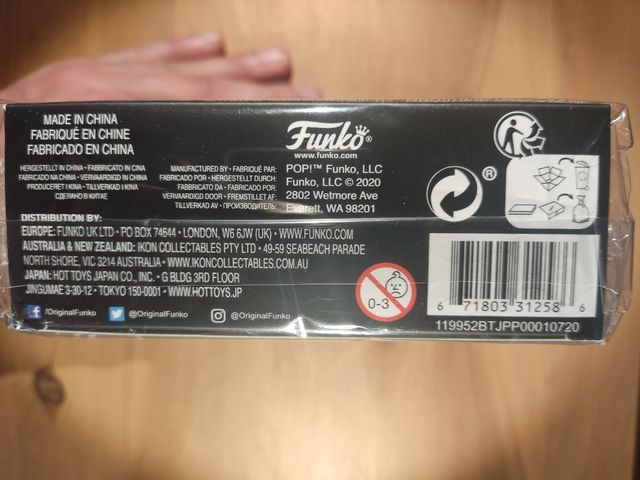 MADE IN CHINA
FABRIQUÉ EN CHINE
FABRICADO EN CHINA
HERGESTELLT IN CHINA • FABBRICATO IN CINA
FABRICADO NA CHINA • VERVAARDIGD IN CHINA
PRODUCERET I KINA • TILLVERKAD I KINA
СДЕЛАНО В КИТАЕ
MANUFACTURED BY • FABRIQUÉ PAR:
FABRICADO POR • HERGESTELLT DURCH:
FABRICATO DA • FABRICADO POR:
VERVAARDIGD DOOR • FREMSTILLET AF:
TILLVERKAD AV • ПРОИЗВОДИТЕЛЬ:
Funko®
www.funko.com
POP!™ Funko, LLC
Funko, LLC © 2020
2802 Wetmore Ave
Everett, WA 98201
®
DISTRIBUTION BY:
EUROPE: FUNKO UK LTD • PO BOX 74644 • LONDON, W6 6JW (UK) • WWW.FUNKO.COM
AUSTRALIA & NEW ZEALAND: IKON COLLECTABLES PTY LTD • 49-59 SEABEACH PARADE
NORTH SHORE, VIC 3214 AUSTRALIA • WWW.IKONCOLLECTABLES.COM.AU
JAPAN: HOT TOYS JAPAN CO., INC. • G BLDG 3RD FLOOR
JINGUMAE 3-30-12 • TOKYO 150-0001 • WWW.HOTTOYS.JP
/OriginalFunko
@OriginalFunko
@OriginalFunko
0-3
6 71803 31258 6
119952BTJPP00010720